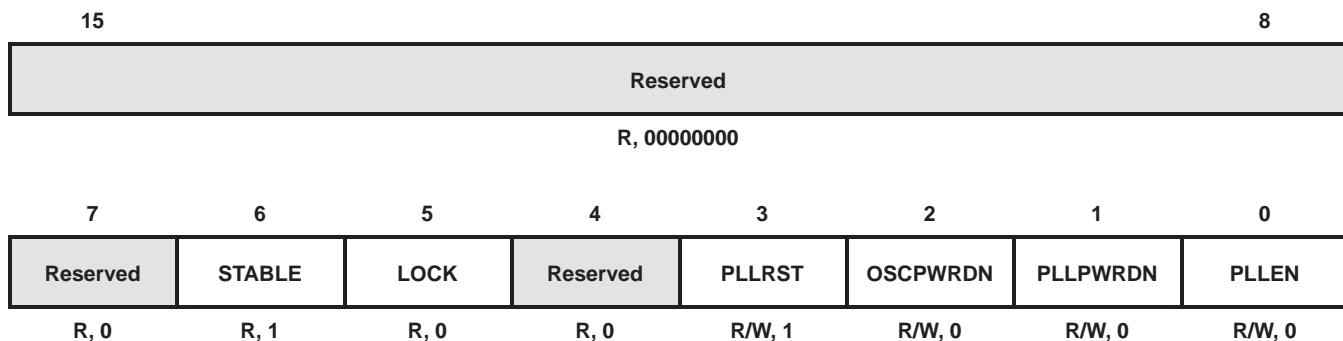 15 8
Reserved
R, 00000000
7 6 5 4 3 2 1 0
Reserved STABLE LOCK Reserved PLLRST OSCPWRDN PLLPWRDN PLLEN
R, 0 R, 1 R, 0 R, 0 R/W, 1 R/W, 0 R/W, 0 R/W, 0